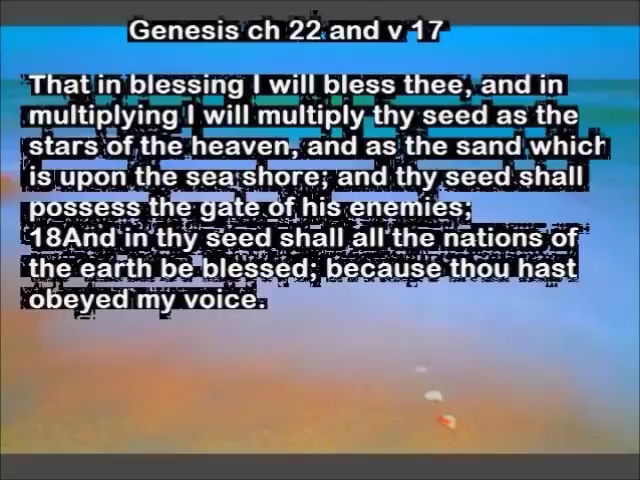 Genesis ch 22 and v 17
That in blessing I will bless thee, and in
multiplying I will multiply thy seed as the
stars of the heaven, and as the sand which
is upon the sea shore; and thy seed shall
possess the gate of his enemies;
18And in thy seed shall all the nations of
the earth be blessed; because thou hast
obeyed my voice.